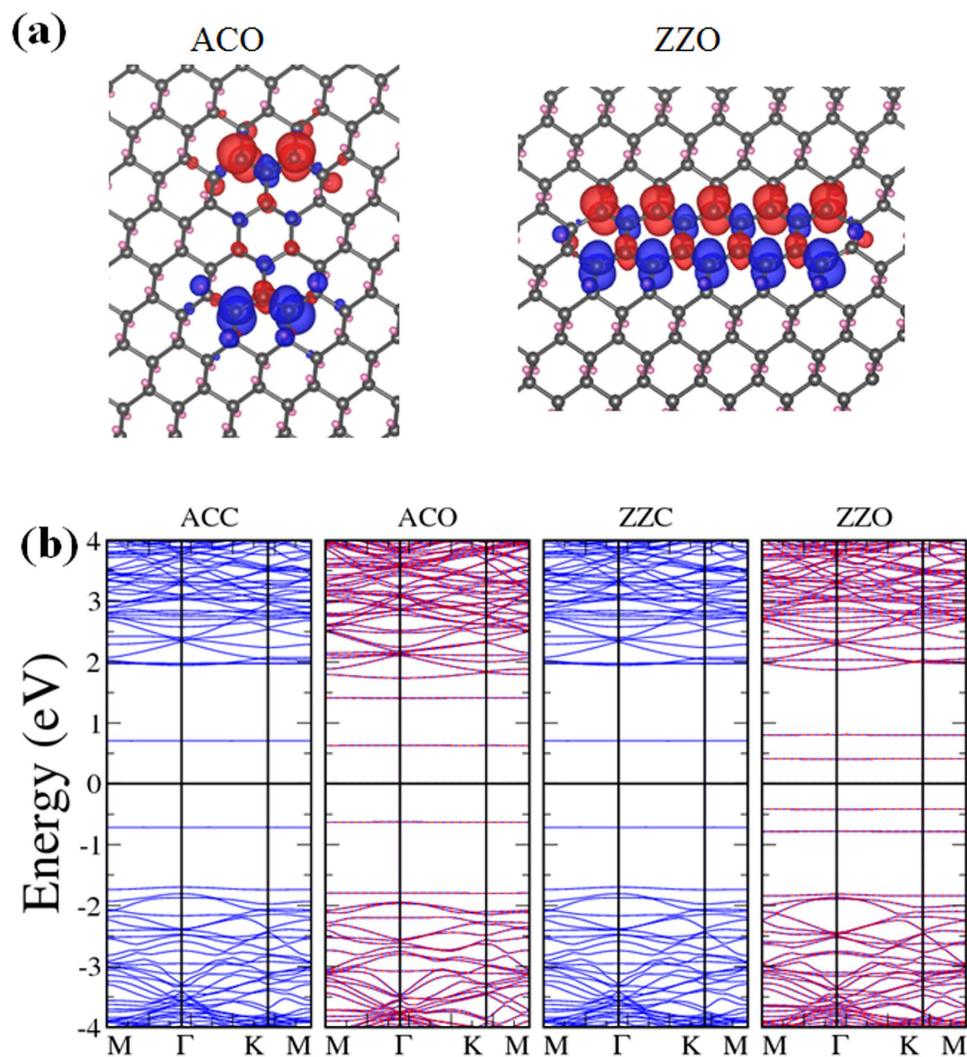 (a)
ACO ZZO
(b)
ACC ACO ZZC ZZO
Energy (eV)
4
3
2
1
0
-1
-2
-3
-4
M Γ K M M Γ K M M Γ K M M Γ K M